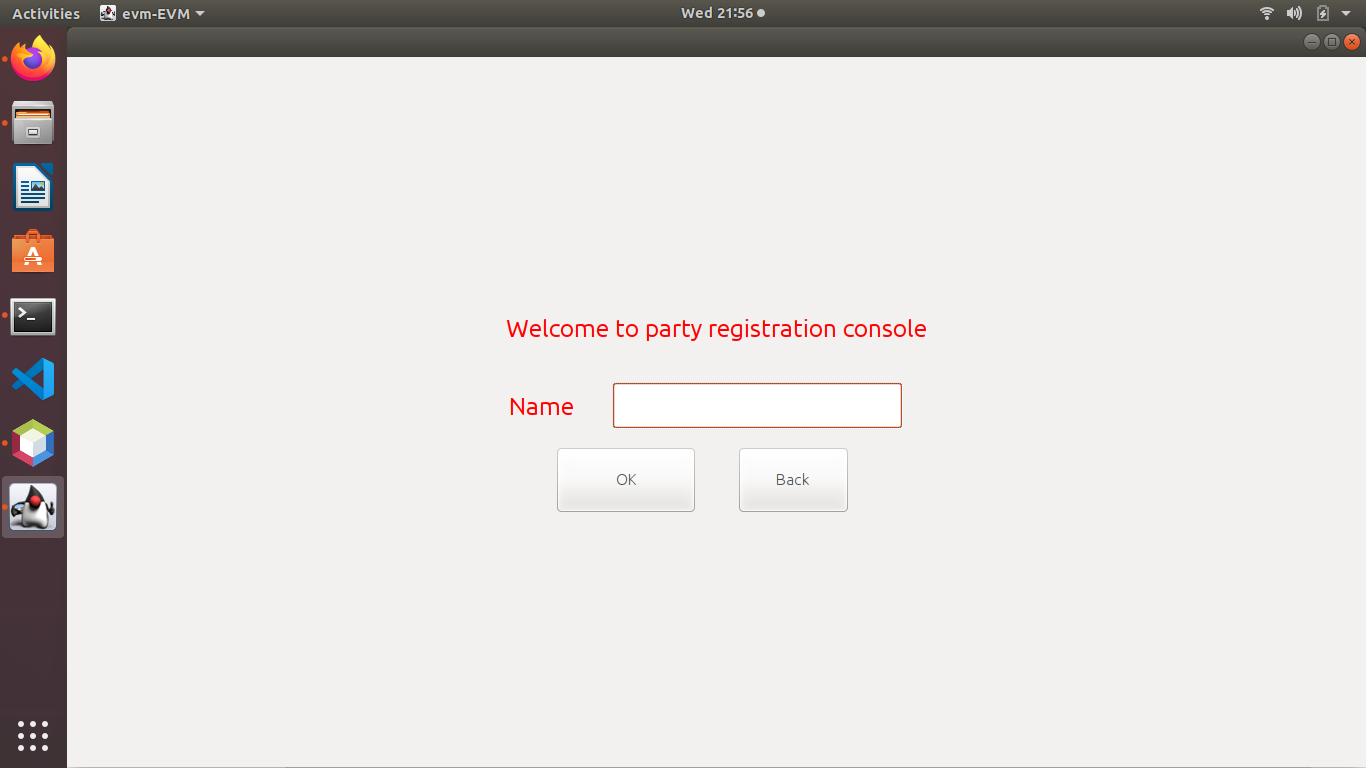 Activities evm-EVM Wed 21:56
Welcome to party registration console
Name
OK Back